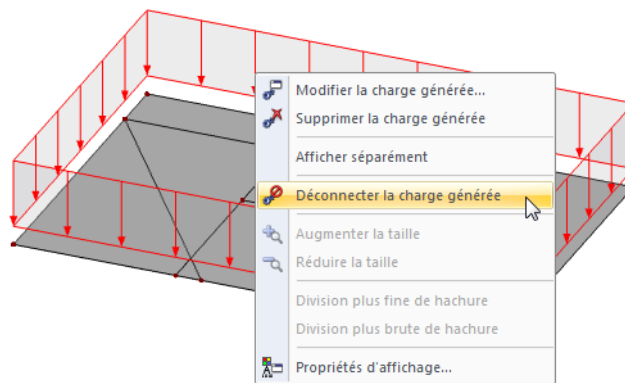 Modifier la charge générée...
Supprimer la charge générée
Afficher séparément
Déconnecter la charge générée
Augmenter la taille
Réduire la taille
Division plus fine de hachure
Division plus brute de hachure
Propriétés d'affichage...